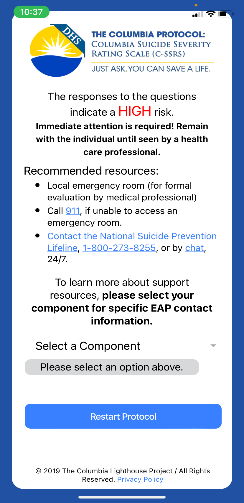 10:37
DHS
THE COLUMBIA PROTOCOL:
COLUMBIA SUICIDE SEVERITY
RATING SCALE (C-SSRS)
JUST ASK. YOU CAN SAVE A LIFE.
The responses to the questions
indicate a HIGH risk.
Immediate attention is required! Remain
with the individual until seen by a health
care professional.
Recommended resources:
• Local emergency room (for formal
evaluation by medical professional)
• Call 911, if unable to access an
emergency room.
• Contact the National Suicide Prevention
Lifeline, 1-800-273-8255, or by chat,
24/7.
To learn more about support
resources, please select your
component for specific EAP contact
information.
Select a Component
Please select an option above.
Restart Protocol
© 2019 The Columbia Lighthouse Project / All Rights
Reserved. Privacy Policy